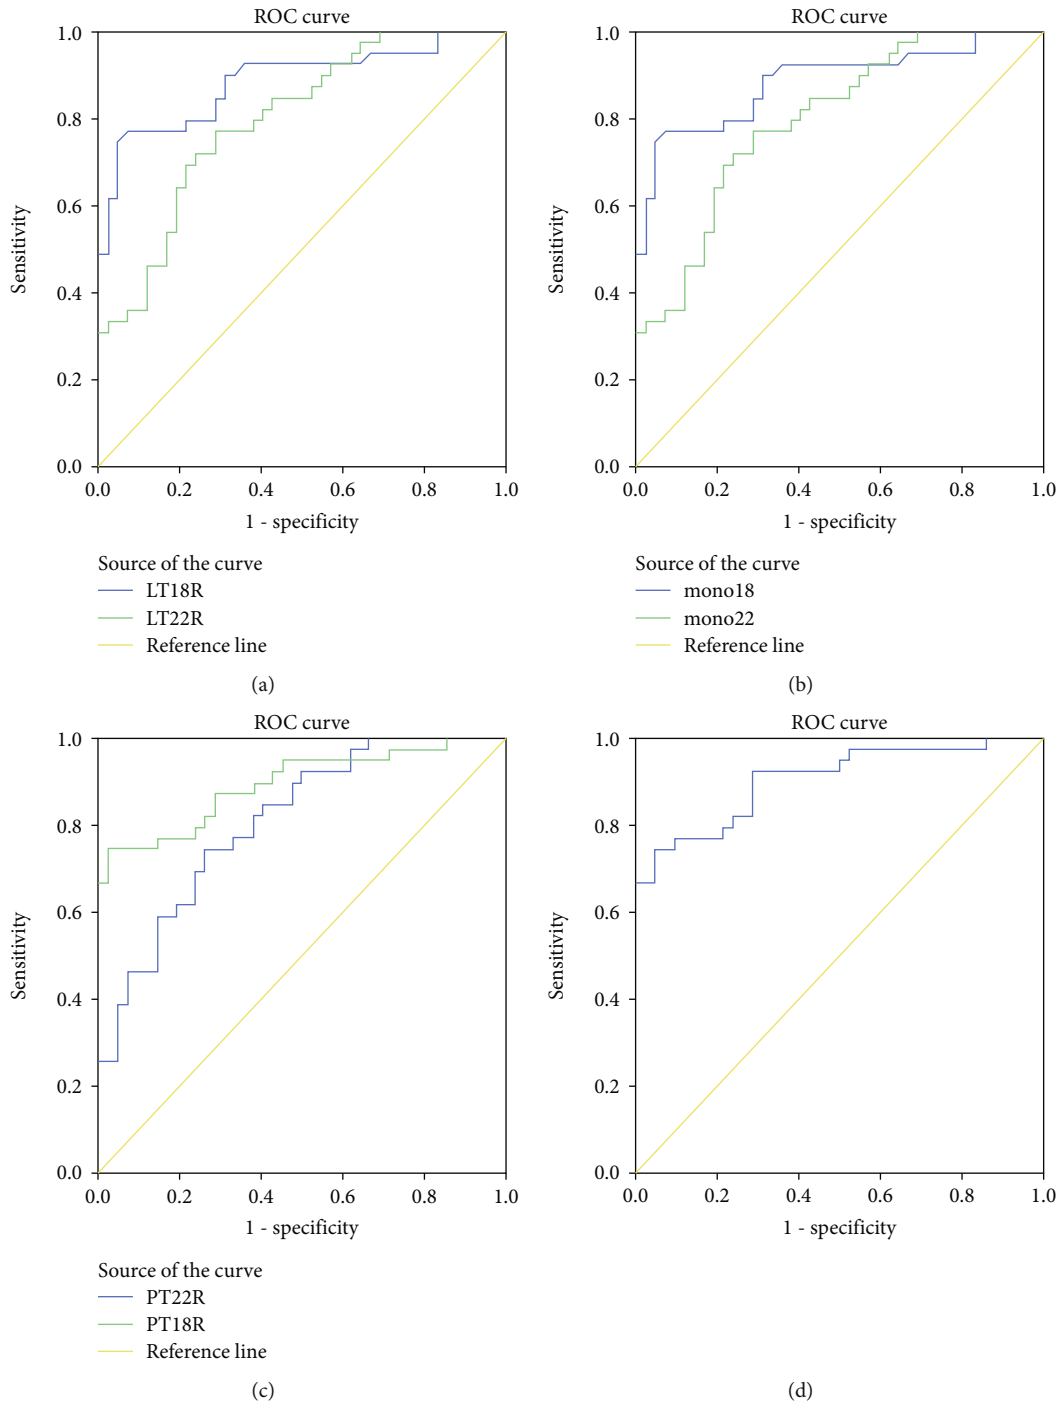 ROC curve
1.0
0.8
0.6
0.4
0.2
0.0
Sensitivity
0.0 0.2 0.4 0.6 0.8 1.0
1 - specificity
Source of the curve
LT18R
LT22R
Reference line
(a)
ROC curve
1.0
0.8
0.6
0.4
0.2
0.0
Sensitivity
0.0 0.2 0.4 0.6 0.8 1.0
1 - specificity
Source of the curve
mono18
mono22
Reference line
(b)
ROC curve
1.0
0.8
0.6
0.4
0.2
0.0
Sensitivity
0.0 0.2 0.4 0.6 0.8 1.0
1 - specificity
Source of the curve
PT22R
PT18R
Reference line
(c)
ROC curve
1.0
0.8
0.6
0.4
0.2
0.0
Sensitivity
0.0 0.2 0.4 0.6 0.8 1.0
1 - specificity
(d)